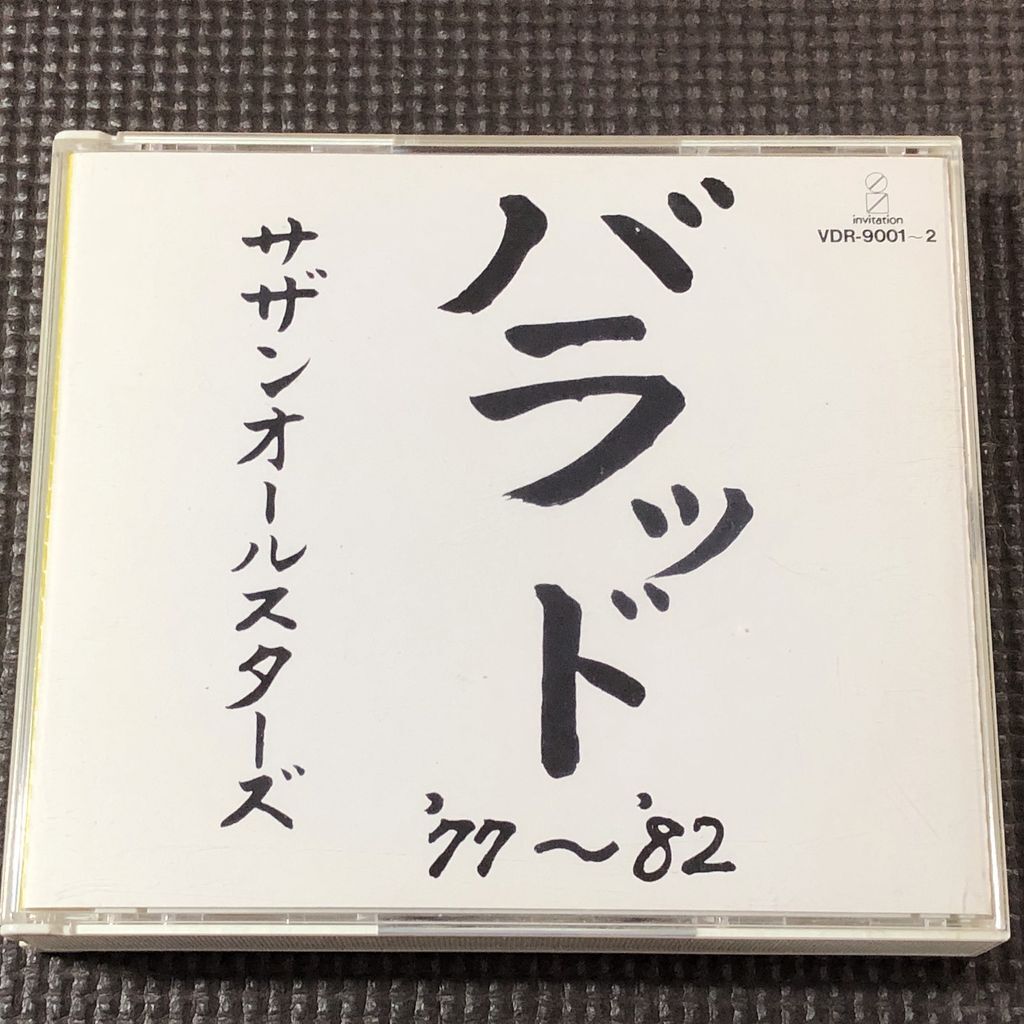 バラッド
'77～'82
サザンオールスターズ
invitation
VDR-9001～2